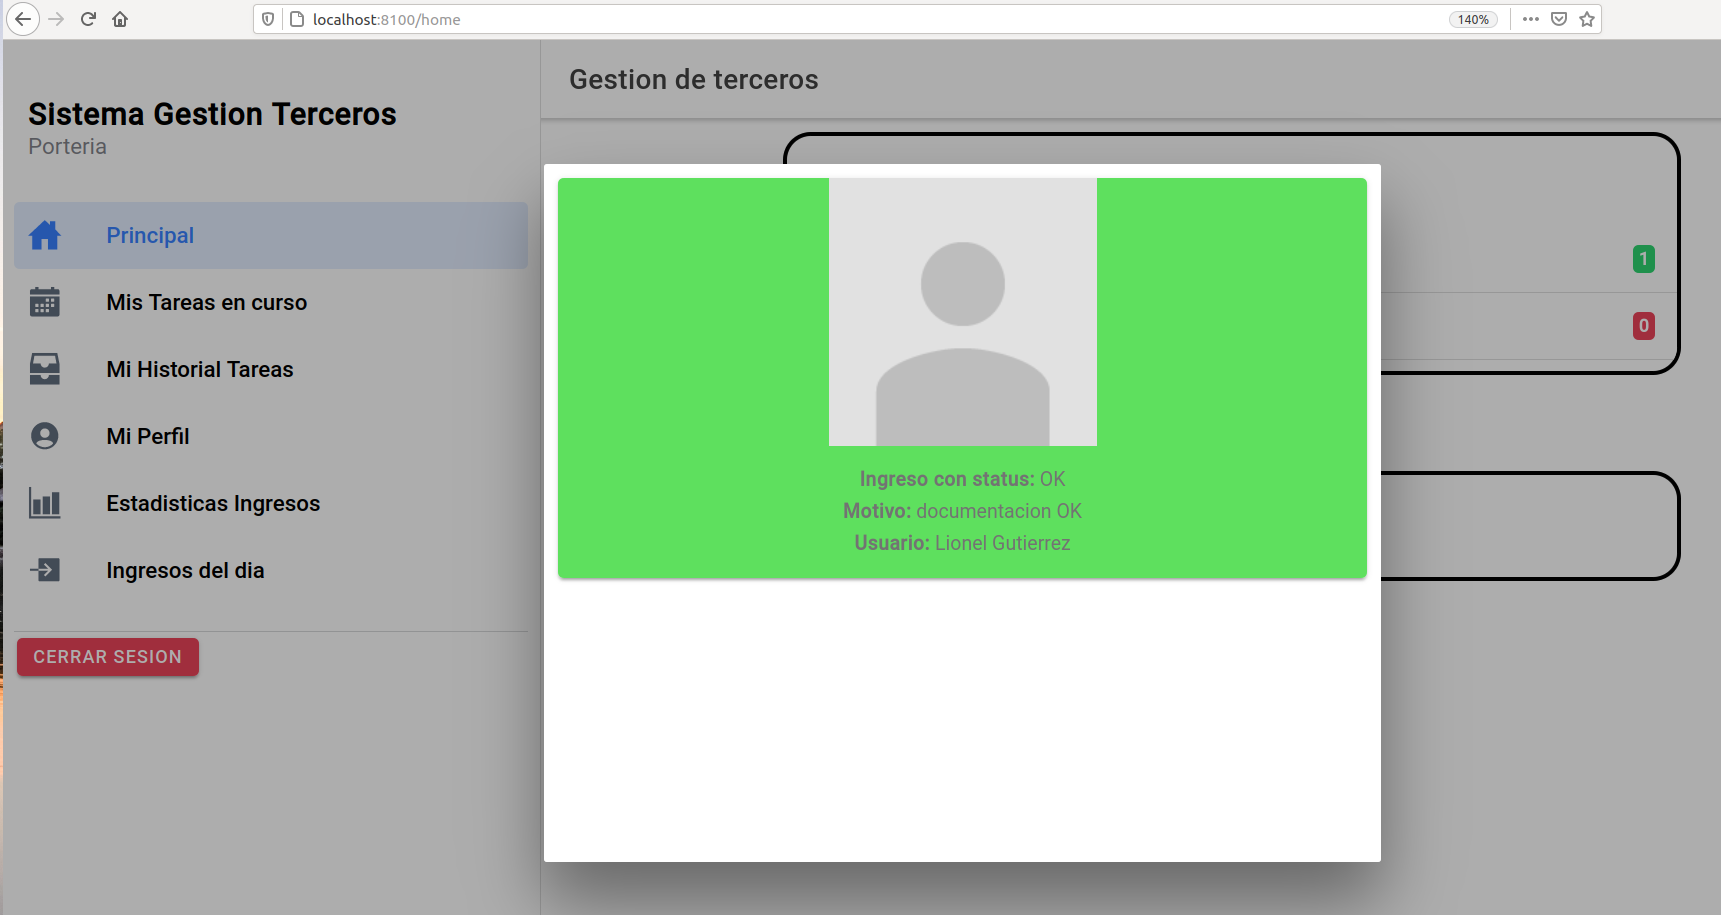 localhost:8100/home
140%
Sistema Gestion Terceros
Porteria
Principal
Mis Tareas en curso
Mi Historial Tareas
Mi Perfil
Estadisticas Ingresos
Ingresos del dia
CERRAR SESION
Gestion de terceros
1
0
Ingreso con status: OK
Motivo: documentacion OK
Usuario: Lionel Gutierrez